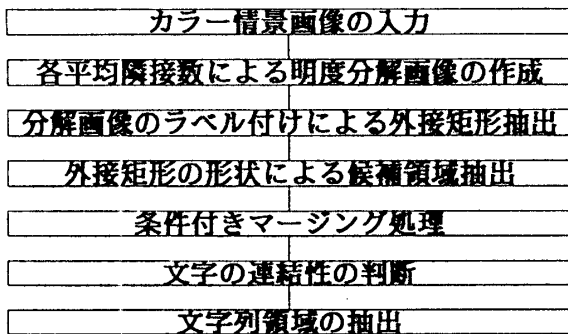 カラー情景画像の入力
各平均隣接数による明度分解画像の作成
分解画像のラベル付けによる外接矩形抽出
外接矩形の形状による候補領域抽出
条件付きマージング処理
文字の連結性の判断
文字列領域の抽出